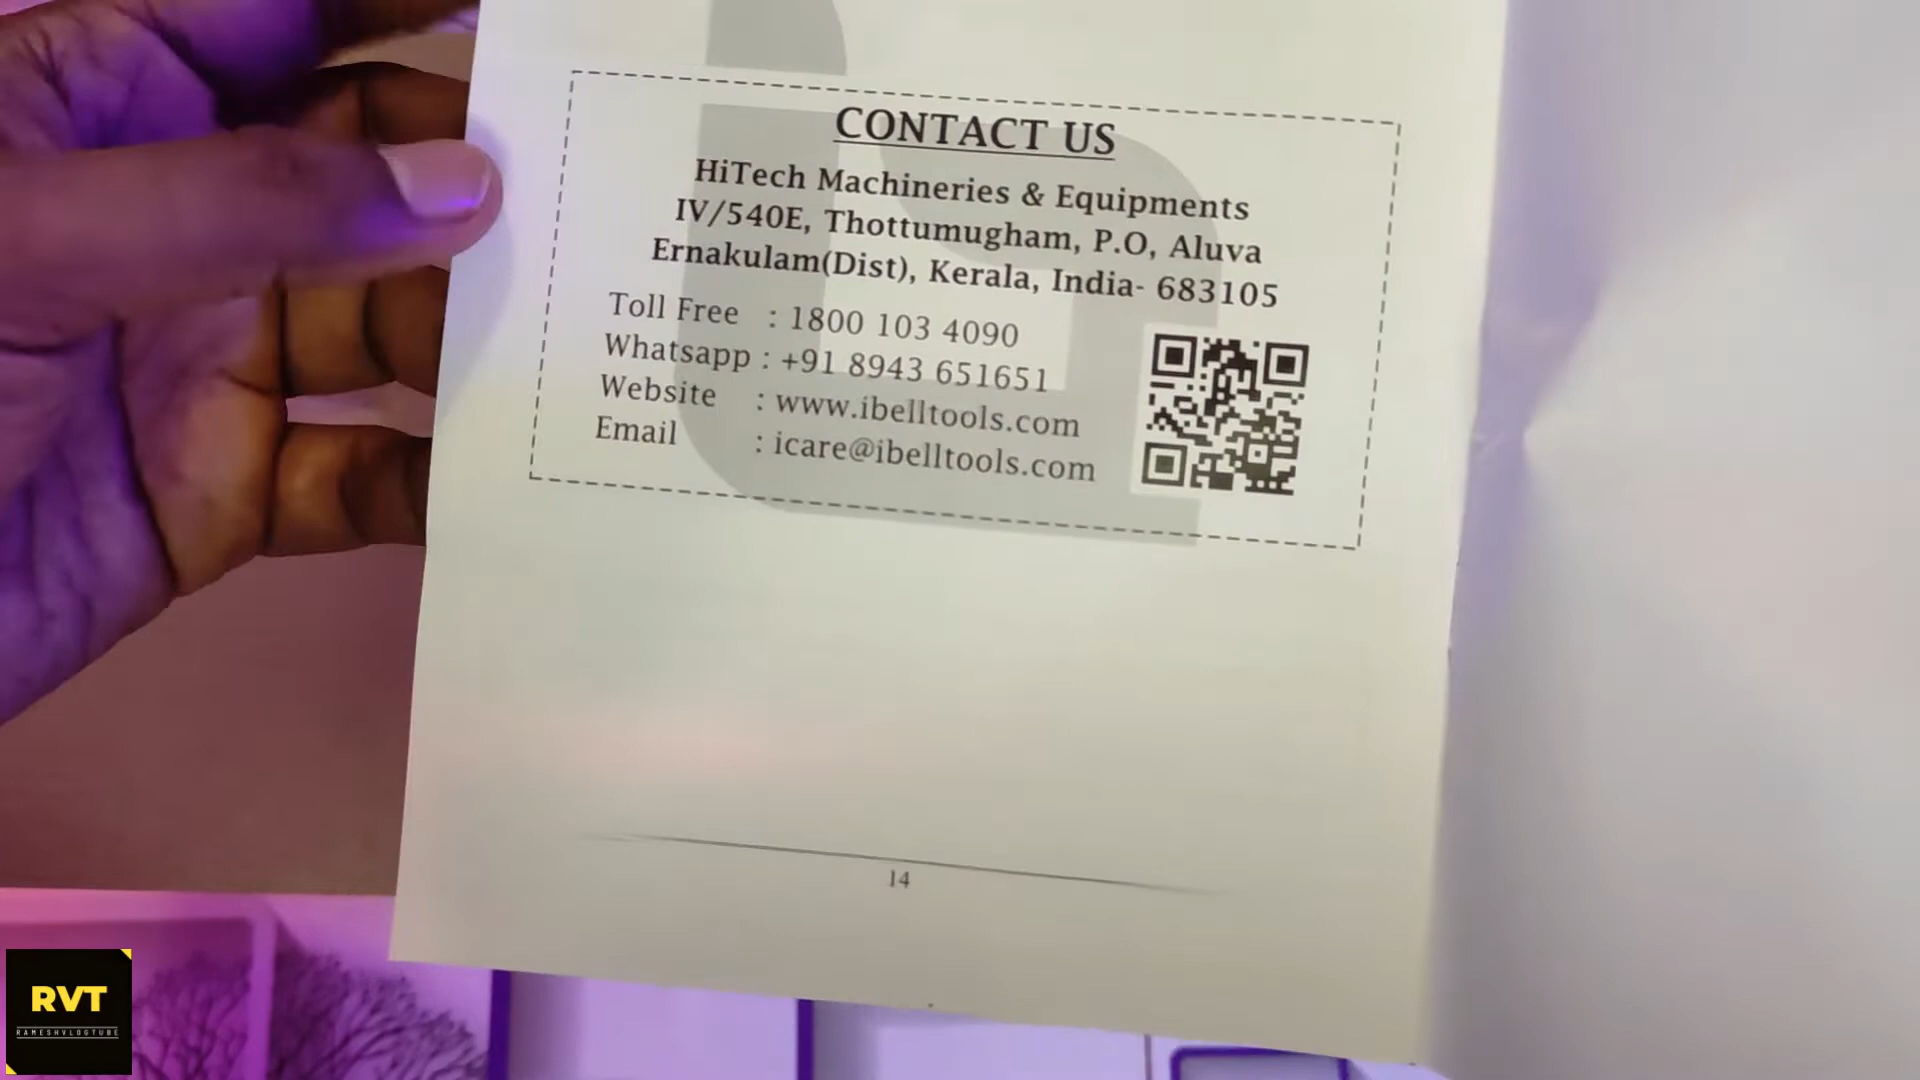 CONTACT US
HiTech Machineries & Equipments
IV/540E, Thottumugham, P.O, Aluva
Ernakulam(Dist), Kerala, India- 683105
Toll Free : 1800 103 4090
Whatsapp : +91 8943 651651
Website : www.ibelltools.com
Email : icare@ibelltools.com
14
RVT
RAMESHVLOGTUBE